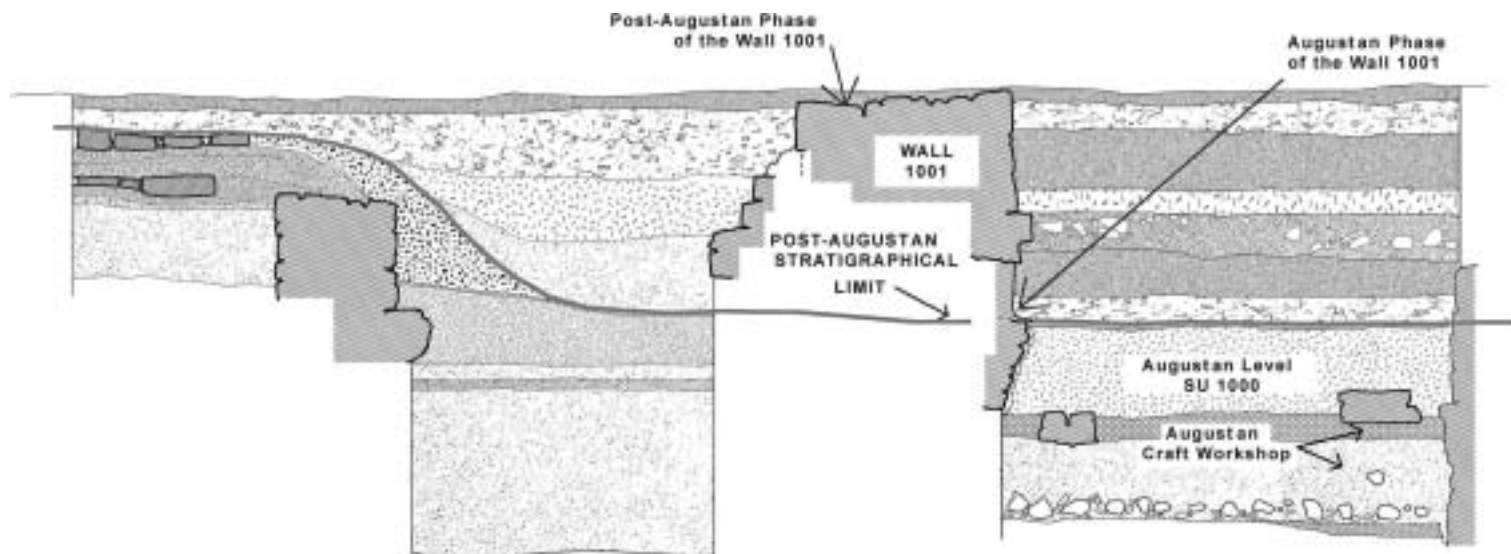 Post-Augustan Phase
of the Wall 1001
Augustan Phase
of the Wall 1001
WALL
1001
POST-AUGUSTAN
STRATIGRAPHICAL
LIMIT
Augustan Level
SU 1000
Augustan
Craft Workshop